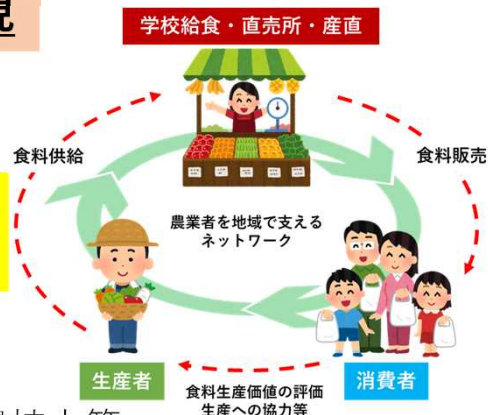 学校給食・直売所・産直
食料供給
食料販売
農業者を地域で支える
ネットワーク
生産者
消費者
食料生産価値の評価
生産への協力等